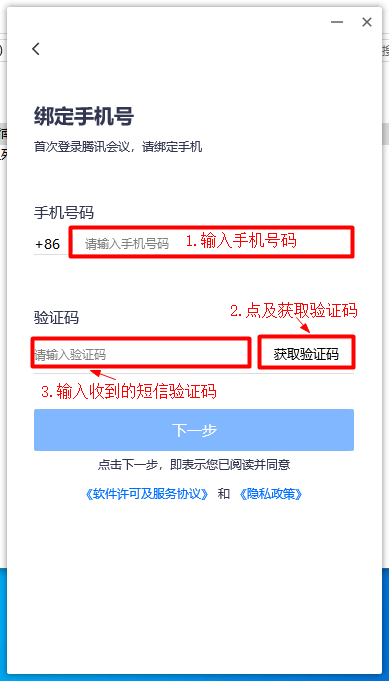 绑定手机号
首次登录腾讯会议，请绑定手机
手机号码
+86 请输入手机号码 1.输入手机号码
2.点及获取验证码
验证码
请输入验证码 获取验证码
3.输入收到的短信验证码
下一步
点击下一步，即表示您已阅读并同意
《软件许可及服务协议》 和 《隐私政策》